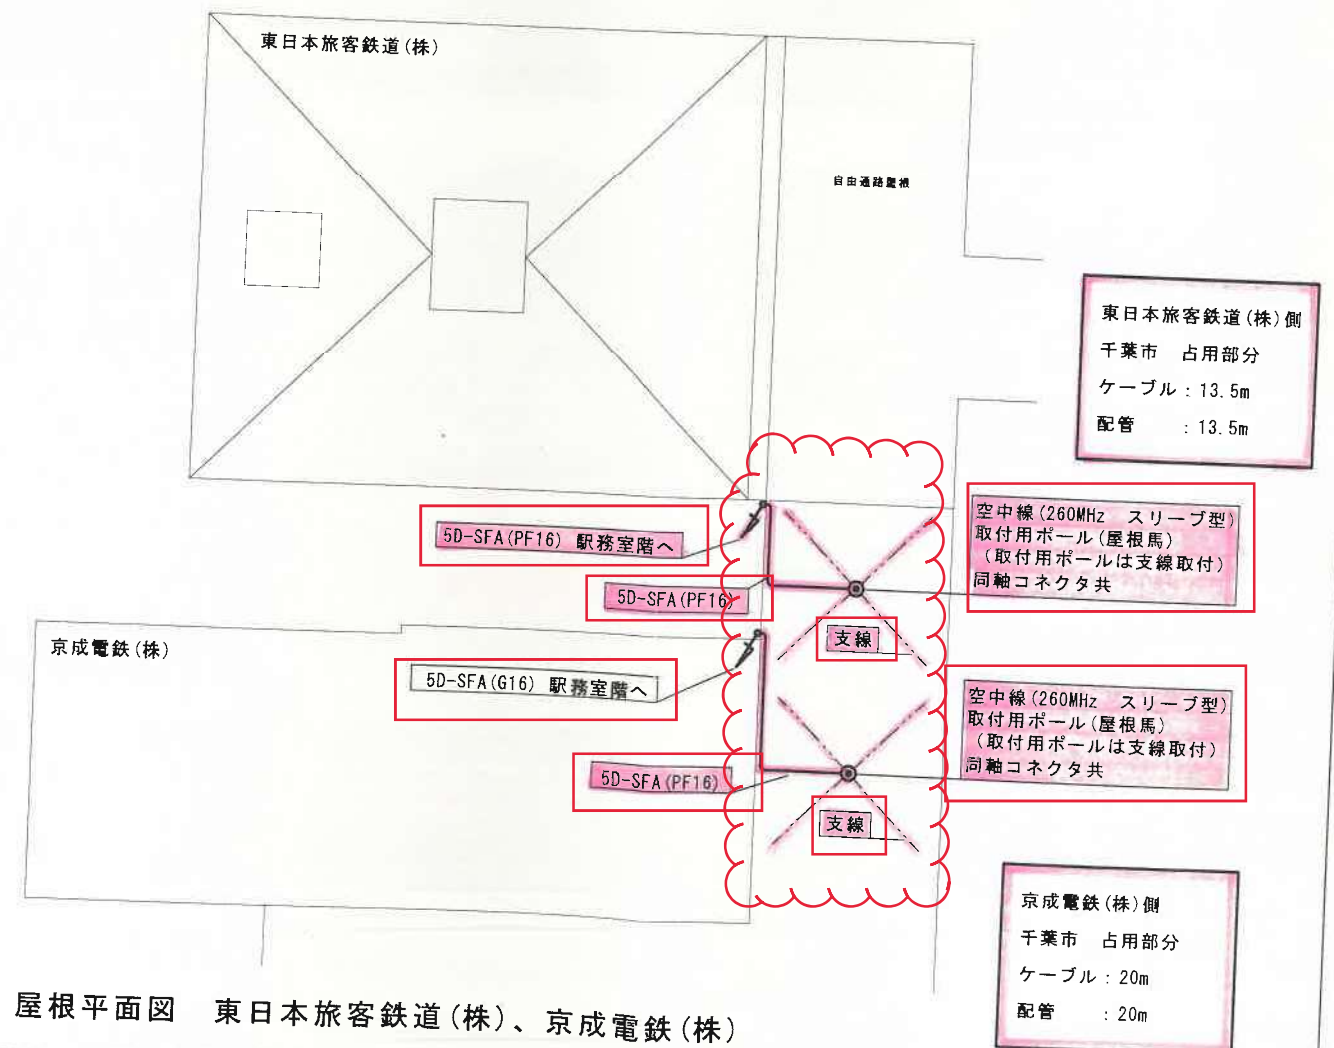 東日本旅客鉄道(株)
自由通路屋根
東日本旅客鉄道(株)側
千葉市　占用部分
ケーブル：13.5m
配管　　：13.5m
5D-SFA(PF16) 駅務室階へ
5D-SFA(PF16)
空中線(260MHz　スリーブ型)
取付用ポール(屋根馬)
(取付用ポールは支線取付)
同軸コネクタ共
支線
京成電鉄(株)
5D-SFA(G16) 駅務室階へ
5D-SFA(PF16)
空中線(260MHz　スリーブ型)
取付用ポール(屋根馬)
(取付用ポールは支線取付)
同軸コネクタ共
支線
京成電鉄(株)側
千葉市　占用部分
ケーブル：20m
配管　　：20m
屋根平面図　東日本旅客鉄道(株)、京成電鉄(株)